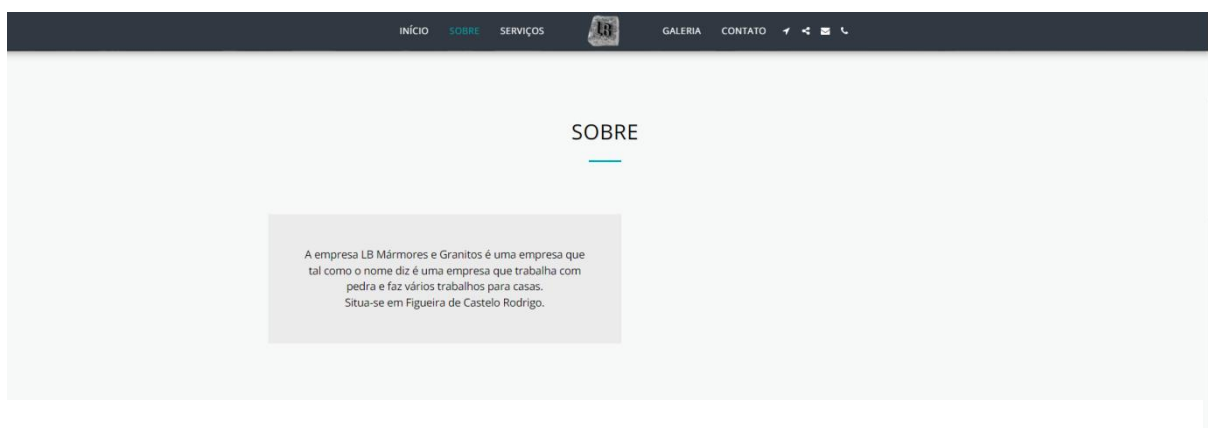 INÍCIO SOBRE SERVIÇOS LB GALERIA CONTATO
SOBRE
A empresa LB Mármores e Granitos é uma empresa que
tal como o nome diz é uma empresa que trabalha com
pedra e faz vários trabalhos para casas.
Situa-se em Figueira de Castelo Rodrigo.